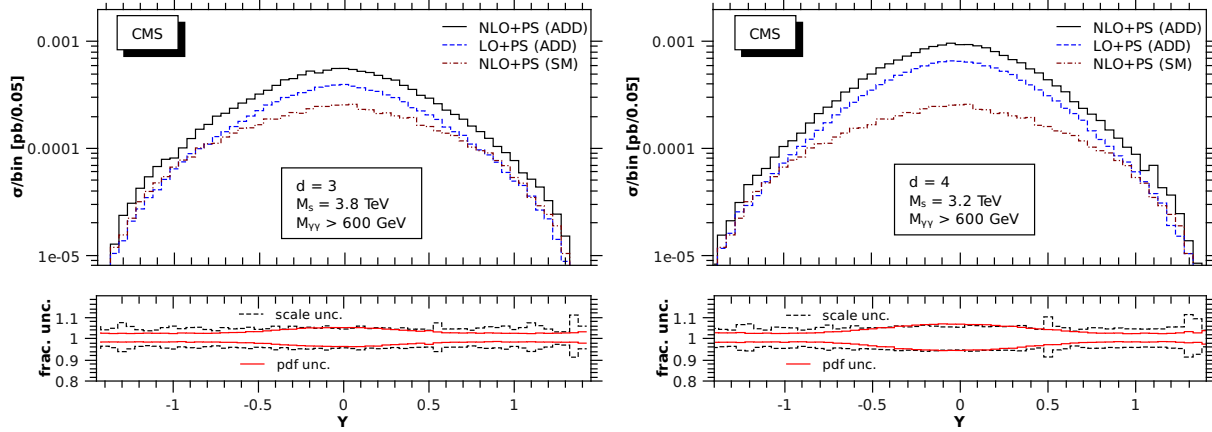 CMS
NLO+PS (ADD)
LO+PS (ADD)
NLO+PS (SM)
0.001
0.0001
1e-05
σ/bin [pb/0.05]
d = 3
Ms = 3.8 TeV
Mγγ > 600 GeV
scale unc.
pdf unc.
1.1
1
0.9
0.8
frac. unc.
-1 -0.5 0 0.5 1
Y
CMS
NLO+PS (ADD)
LO+PS (ADD)
NLO+PS (SM)
0.001
0.0001
1e-05
σ/bin [pb/0.05]
d = 4
Ms = 3.2 TeV
Mγγ > 600 GeV
scale unc.
pdf unc.
1.1
1
0.9
0.8
frac. unc.
-1 -0.5 0 0.5 1
Y